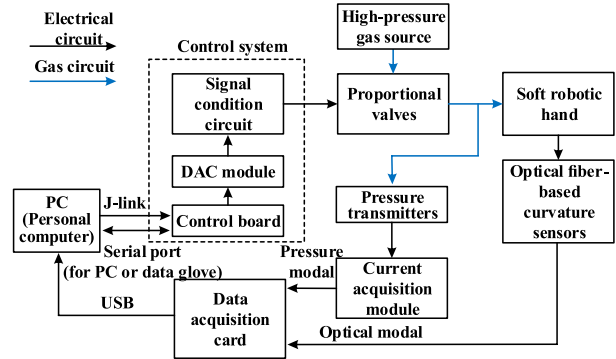 Electrical
circuit
Gas circuit
Control system
High-pressure
gas source
Signal
condition
circuit
Proportional
valves
Soft robotic
hand
DAC module
PC
(Personal
computer)
J-link
Control board
Pressure
transmitters
Optical fiber-
based
curvature
sensors
Serial port
(for PC or data glove)
Pressure
modal
Current
acquisition
module
USB
Data
acquisition
card
Optical modal